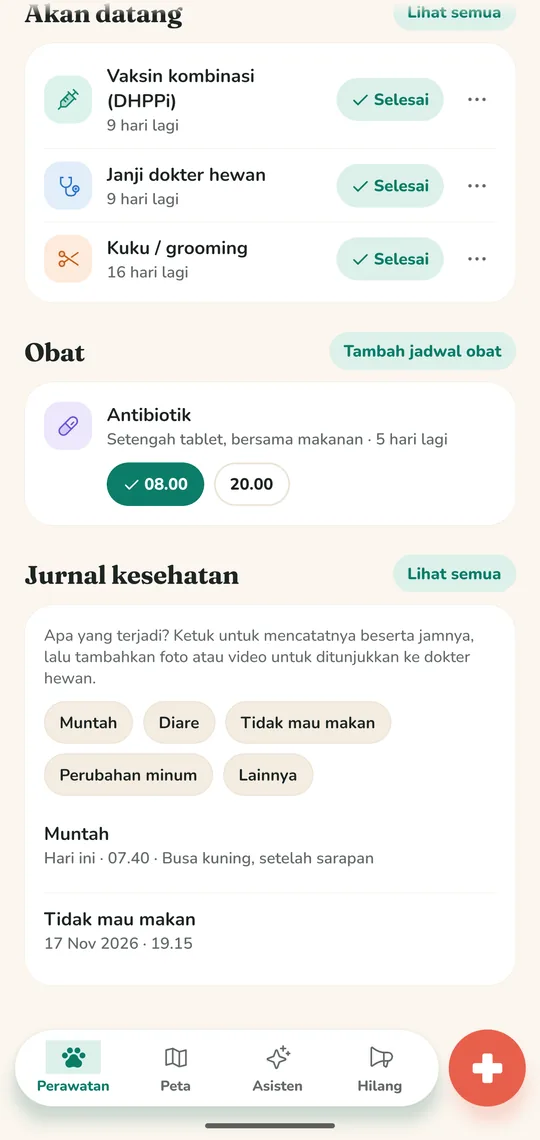 Akan datang
Lihat semua
Vaksin kombinasi
(DHPPi)
9 hari lagi
Selesai
Janji dokter hewan
9 hari lagi
Selesai
Kuku / grooming
16 hari lagi
Selesai
Obat
Tambah jadwal obat
Antibiotik
Setengah tablet, bersama makanan · 5 hari lagi
08.00
20.00
Jurnal kesehatan
Lihat semua
Apa yang terjadi? Ketuk untuk mencatatnya beserta jamnya,
lalu tambahkan foto atau video untuk ditunjukkan ke dokter
hewan.
Muntah
Diare
Tidak mau makan
Perubahan minum
Lainnya
Muntah
Hari ini · 07.40 · Busa kuning, setelah sarapan
Tidak mau makan
17 Nov 2026 · 19.15
Perawatan
Peta
Asisten
Hilang